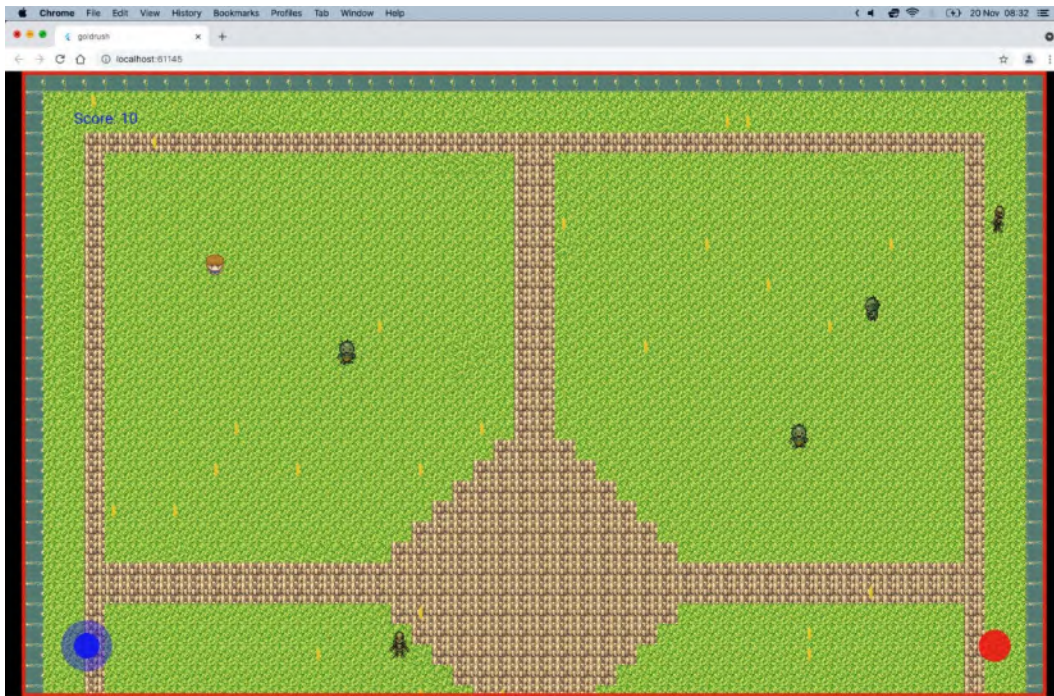 Chrome File Edit View History Bookmarks Profiles Tab Window Help 20 Nov 08:32
goldrush
localhost:61145
Score: 10